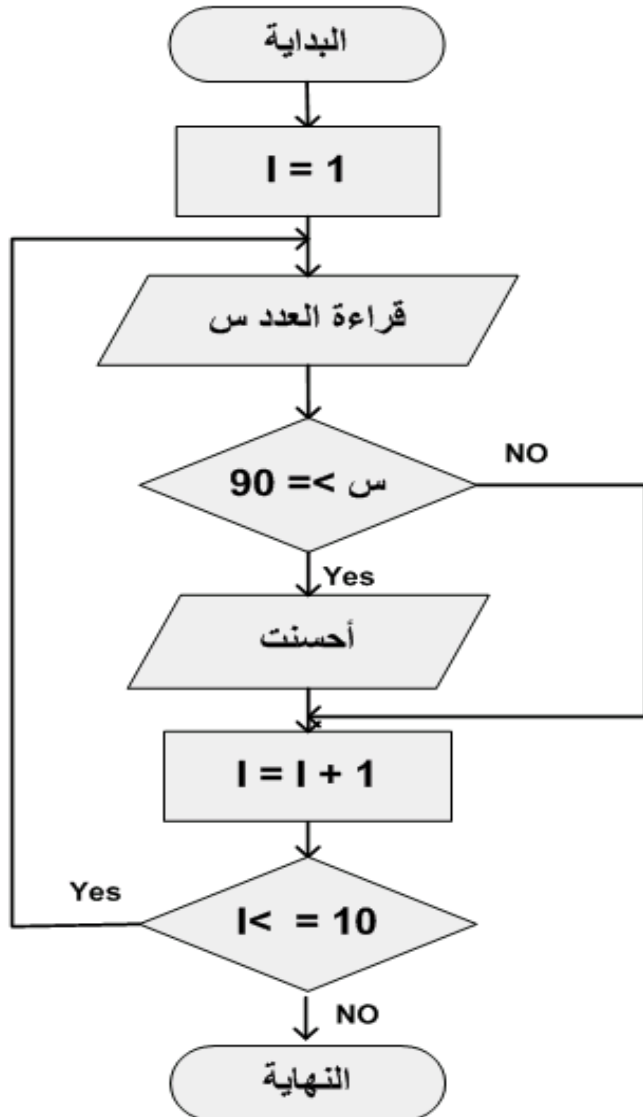 البداية
I = 1
قراءة العدد س
س >= 90
NO
Yes
أحسنت
I = I + 1
Yes
I< = 10
NO
النهاية